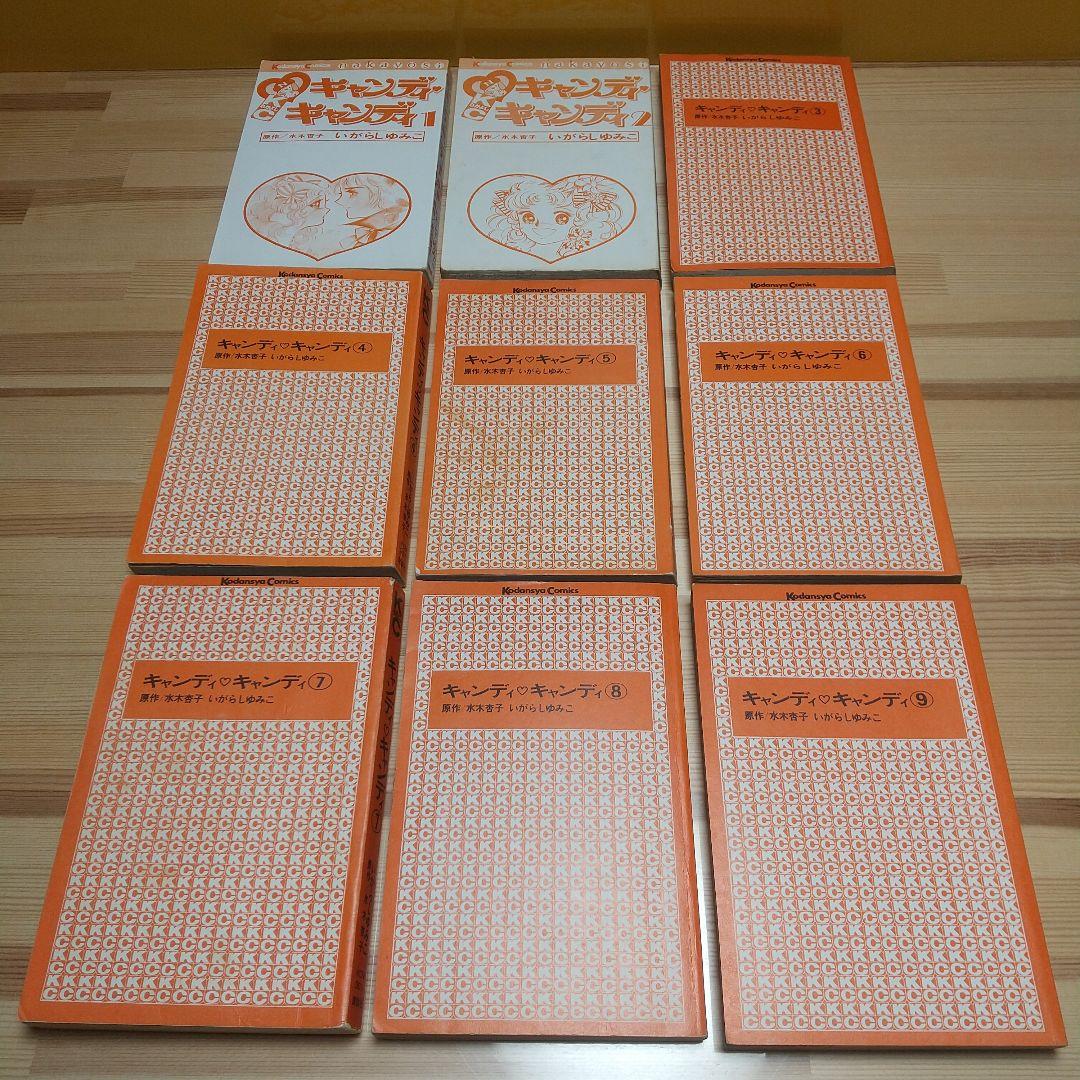 Kodansya Comics nakayosi
キャンディ・
キャンディ1
原作/水木杏子 いがらしゆみこ
Kodansya Comics nakayosi
キャンディ・
キャンディ2
原作/水木杏子 いがらしゆみこ
Kodansya Comics
キャンディ♡キャンディ③
原作/水木杏子 いがらしゆみこ
Kodansya Comics
キャンディ♡キャンディ④
原作/水木杏子 いがらしゆみこ
Kodansya Comics
キャンディ♡キャンディ⑤
原作/水木杏子 いがらしゆみこ
Kodansya Comics
キャンディ♡キャンディ⑥
原作/水木杏子 いがらしゆみこ
Kodansya Comics
キャンディ♡キャンディ⑦
原作/水木杏子 いがらしゆみこ
Kodansya Comics
キャンディ♡キャンディ⑧
原作/水木杏子 いがらしゆみこ
Kodansya Comics
キャンディ♡キャンディ⑨
原作/水木杏子 いがらしゆみこ